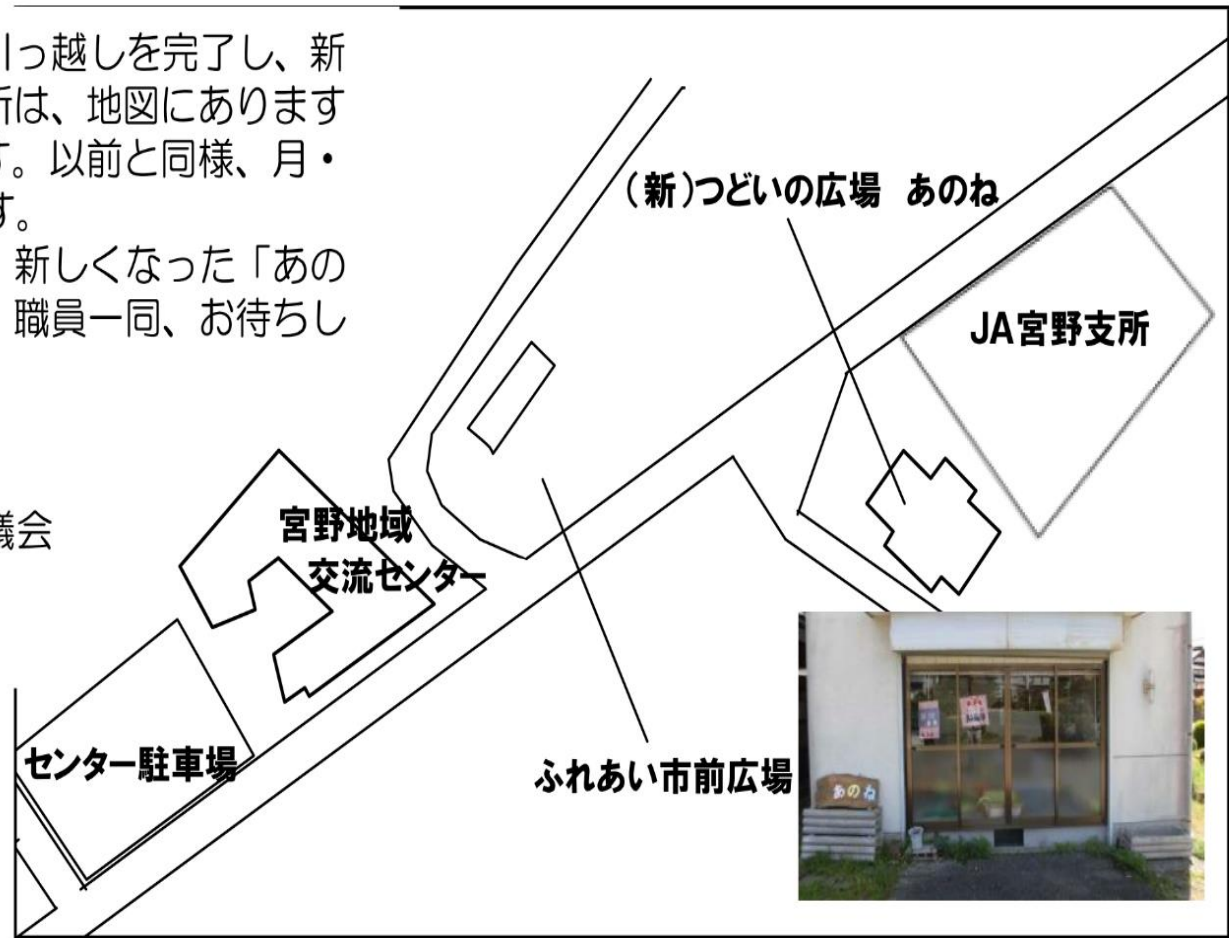 引っ越しを完了し、新
所は、地図にあります
す。以前と同様、月・
す。
新しくなった「あの
職員一同、お待ちし
議会
(新)つどいの広場 あのね
JA宮野支所
宮野地域
交流センター
センター駐車場
ふれあい市前広場
あのね